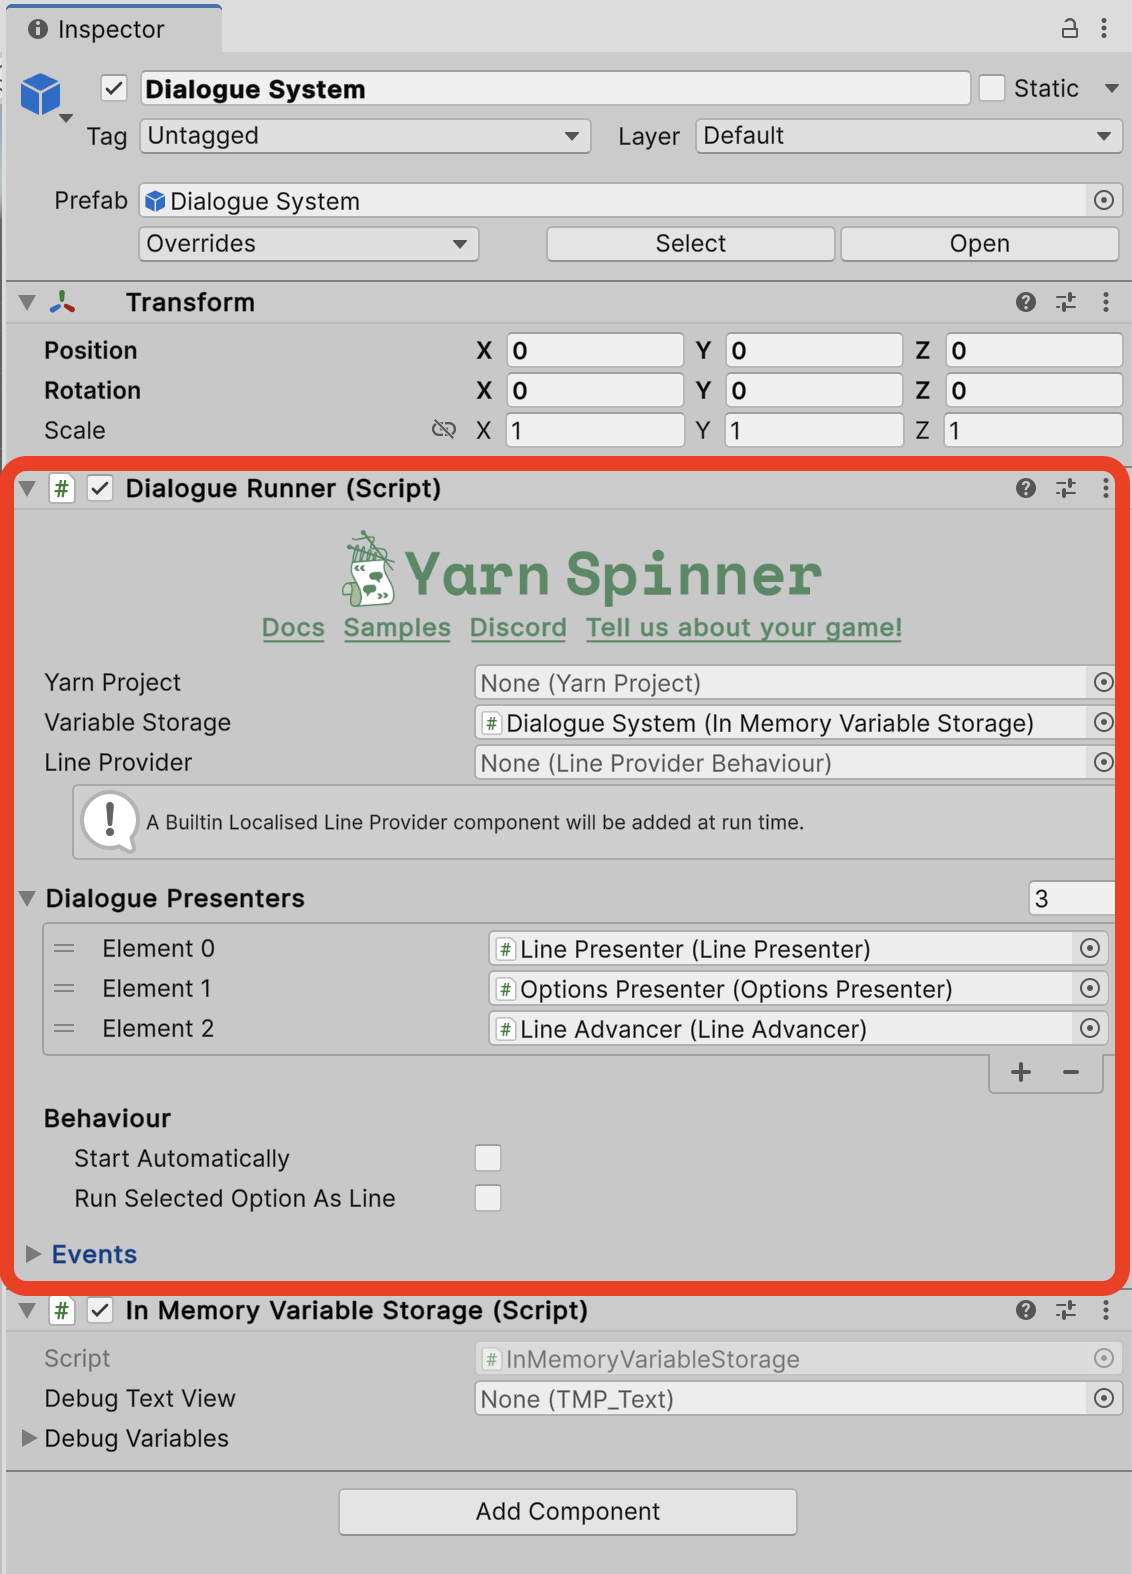 Inspector
Dialogue System Static
Tag Untagged Layer Default
Prefab Dialogue System
Overrides Select Open
Transform
Position X 0 Y 0 Z 0
Rotation X 0 Y 0 Z 0
Scale X 1 Y 1 Z 1
# Dialogue Runner (Script)
Yarn Spinner
Docs Samples Discord Tell us about your game!
Yarn Project None (Yarn Project)
Variable Storage # Dialogue System (In Memory Variable Storage)
Line Provider None (Line Provider Behaviour)
! A Builtin Localised Line Provider component will be added at run time.
Dialogue Presenters 3
Element 0 # Line Presenter (Line Presenter)
Element 1 # Options Presenter (Options Presenter)
Element 2 # Line Advancer (Line Advancer)
+ −
Behaviour
Start Automatically
Run Selected Option As Line
Events
# In Memory Variable Storage (Script)
Script # InMemoryVariableStorage
Debug Text View None (TMP_Text)
Debug Variables
Add Component